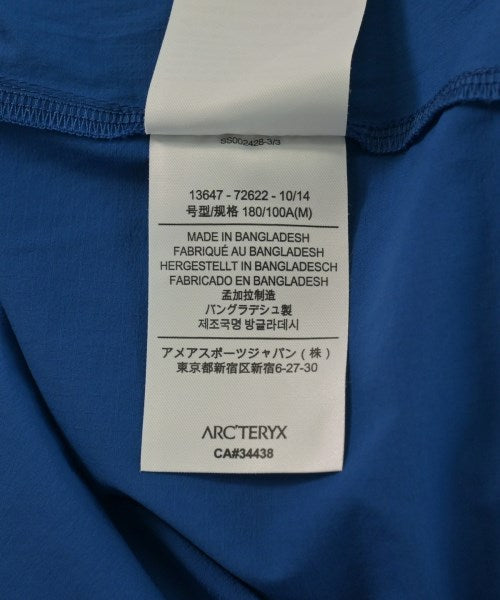 SS002428-3/3
13647 - 72622 - 10/14
号型/规格 180/100A(M)
MADE IN BANGLADESH
FABRIQUÉ AU BANGLADESH
HERGESTELLT IN BANGLADESCH
FABRICADO EN BANGLADESH
孟加拉制造
バングラデシュ製
제조국명 방글라데시
アメアスポーツジャパン(株)
東京都新宿区新宿6-27-30
ARC'TERYX
CA#34438